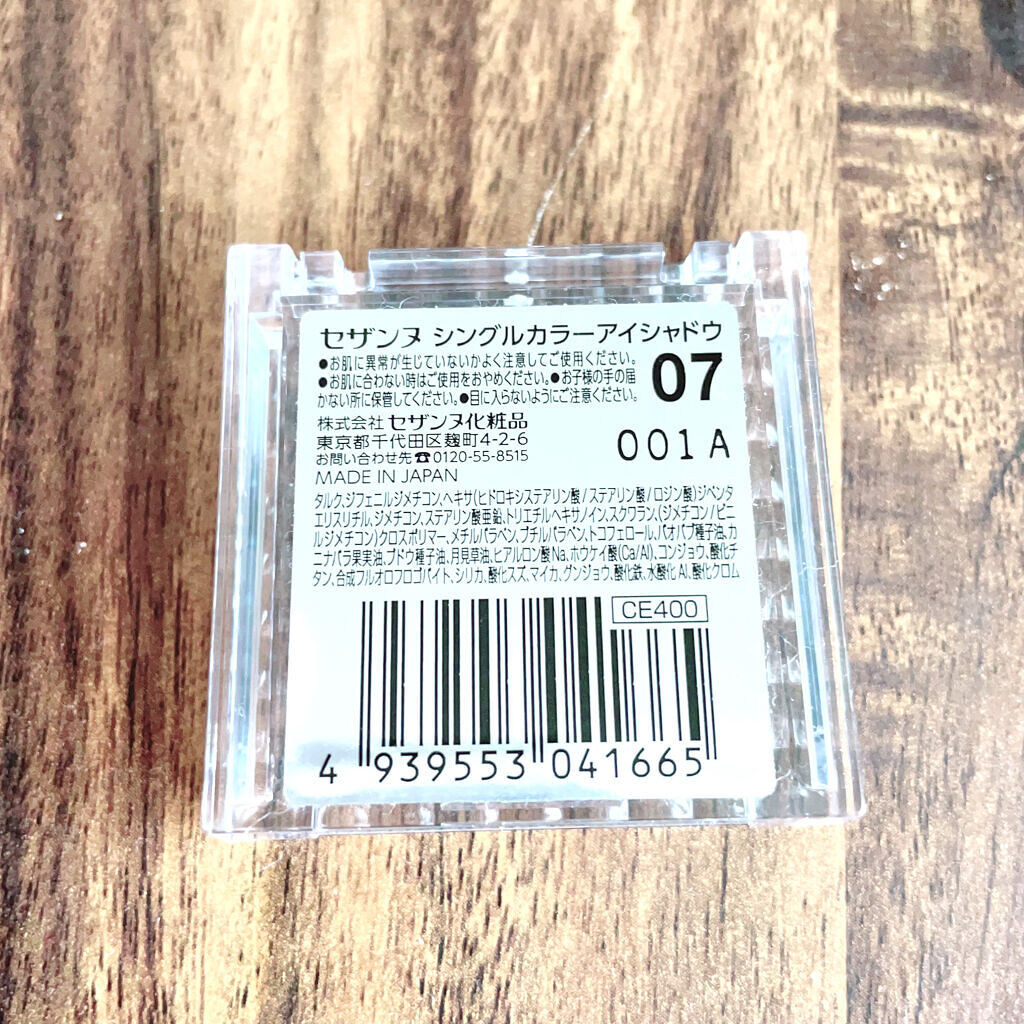 セザンヌ シングルカラーアイシャドウ
●お肌に異常が生じていないかよく注意してご使用ください。
●お肌に合わない時はご使用をおやめください。●お子様の手の届
かない所に保管してください。●目に入らないようにご注意ください。
07
株式会社 セザンヌ化粧品
東京都千代田区麹町4-2-6
お問い合わせ先☎0120-55-8515
001A
MADE IN JAPAN
タルク,ジフェニルジメチコン,ヘキサ(ヒドロキシステアリン酸/ステアリン酸/ロジン酸)ジペンタ
エリスリチル,ジメチコン,ステアリン酸亜鉛,トリエチルヘキサノイン,スクワラン,(ジメチコン/ビニ
ルジメチコン)クロスポリマー,メチルパラベン,ブチルパラベン,トコフェロール,バオバブ種子油,カ
ニナバラ果実油,ブドウ種子油,月見草油,ヒアルロン酸Na,ホウケイ酸(Ca/Al),コンジョウ,酸化チ
タン,合成フルオロフロゴパイト,シリカ,酸化スズ,マイカ,グンジョウ,酸化鉄,水酸化Al,酸化クロム
CE400
4 939553 041665